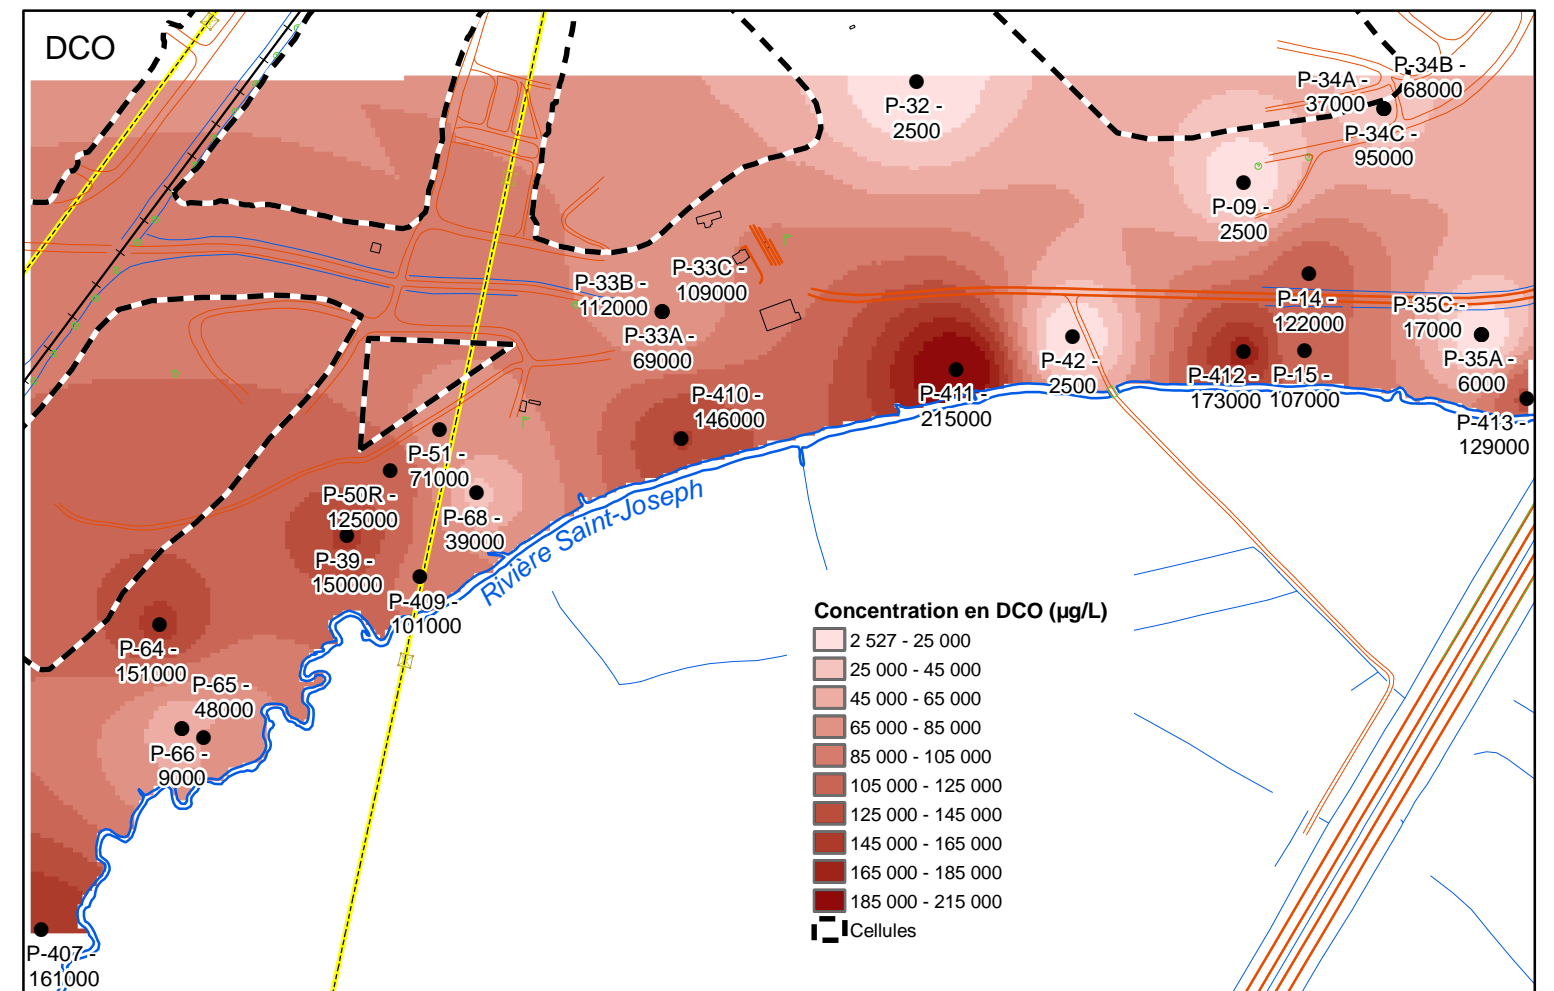 DCO
P-34B -
68000
P-34A -
37000
P-32 -
2500
P-34C -
95000
P-09 -
2500
P-33C -
109000
P-33B -
112000
P-33A -
69000
P-14 -
122000
P-35C -
17000
P-35A -
6000
P-42 -
2500
P-412 -
173000
P-15 -
107000
P-410 -
146000
P-411 -
215000
P-413 -
129000
P-51 -
71000
P-50R -
125000
P-68 -
39000
Rivière Saint-Joseph
P-39 -
150000
P-409 -
101000
P-64 -
151000
P-65 -
48000
P-66 -
9000
P-407 -
161000
Concentration en DCO (µg/L)
2 527 - 25 000
25 000 - 45 000
45 000 - 65 000
65 000 - 85 000
85 000 - 105 000
105 000 - 125 000
125 000 - 145 000
145 000 - 165 000
165 000 - 185 000
185 000 - 215 000
Cellules